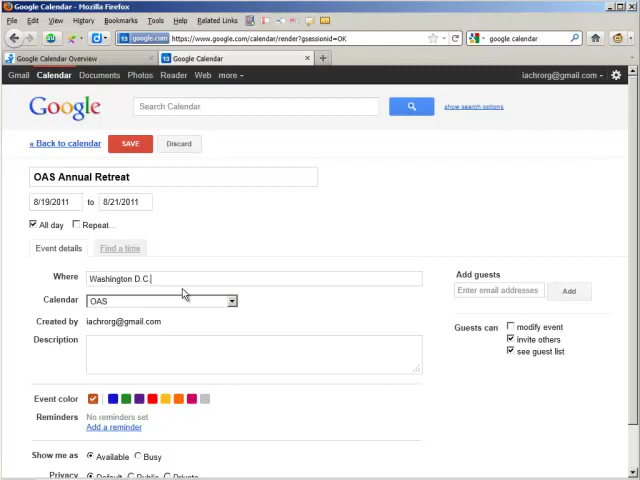 Google Calendar - Mozilla Firefox
File Edit View History Bookmarks Tools Help Related Links
google.com https://www.google.com/calendar/render?gsessionid=OK google calendar
Google Calendar Overview Google Calendar
Gmail Calendar Documents Photos Reader Web more iachrorg@gmail.com
Google Search Calendar show search options
« Back to calendar SAVE Discard
OAS Annual Retreat
8/19/2011 to 8/21/2011
All day Repeat...
Event details Find a time
Where Washington D.C. Add guests
Enter email addresses Add
Calendar OAS
Created by iachrorg@gmail.com
Guests can modify event
invite others
see guest list
Description
Event color
Reminders No reminders set
Add a reminder
Show me as Available Busy
Privacy Default Public Private